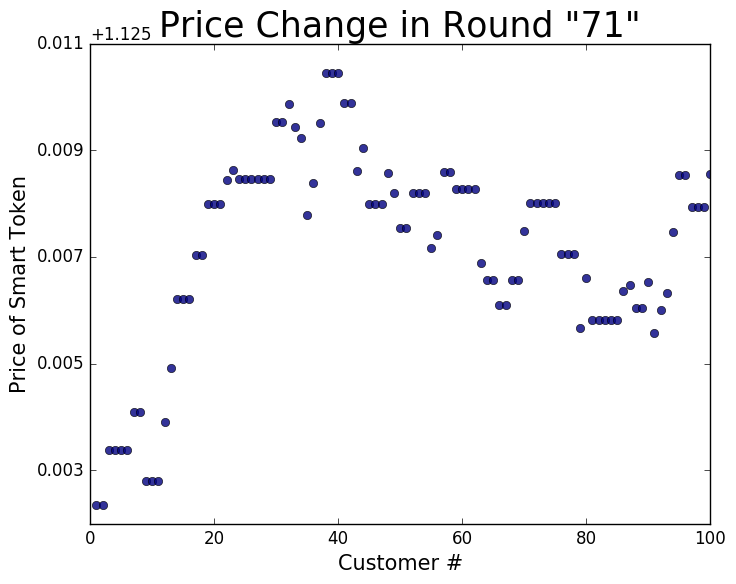 Price Change in Round "71"
+1.125
0.011
0.009
0.007
0.005
0.003
Price of Smart Token
0 20 40 60 80 100
Customer #